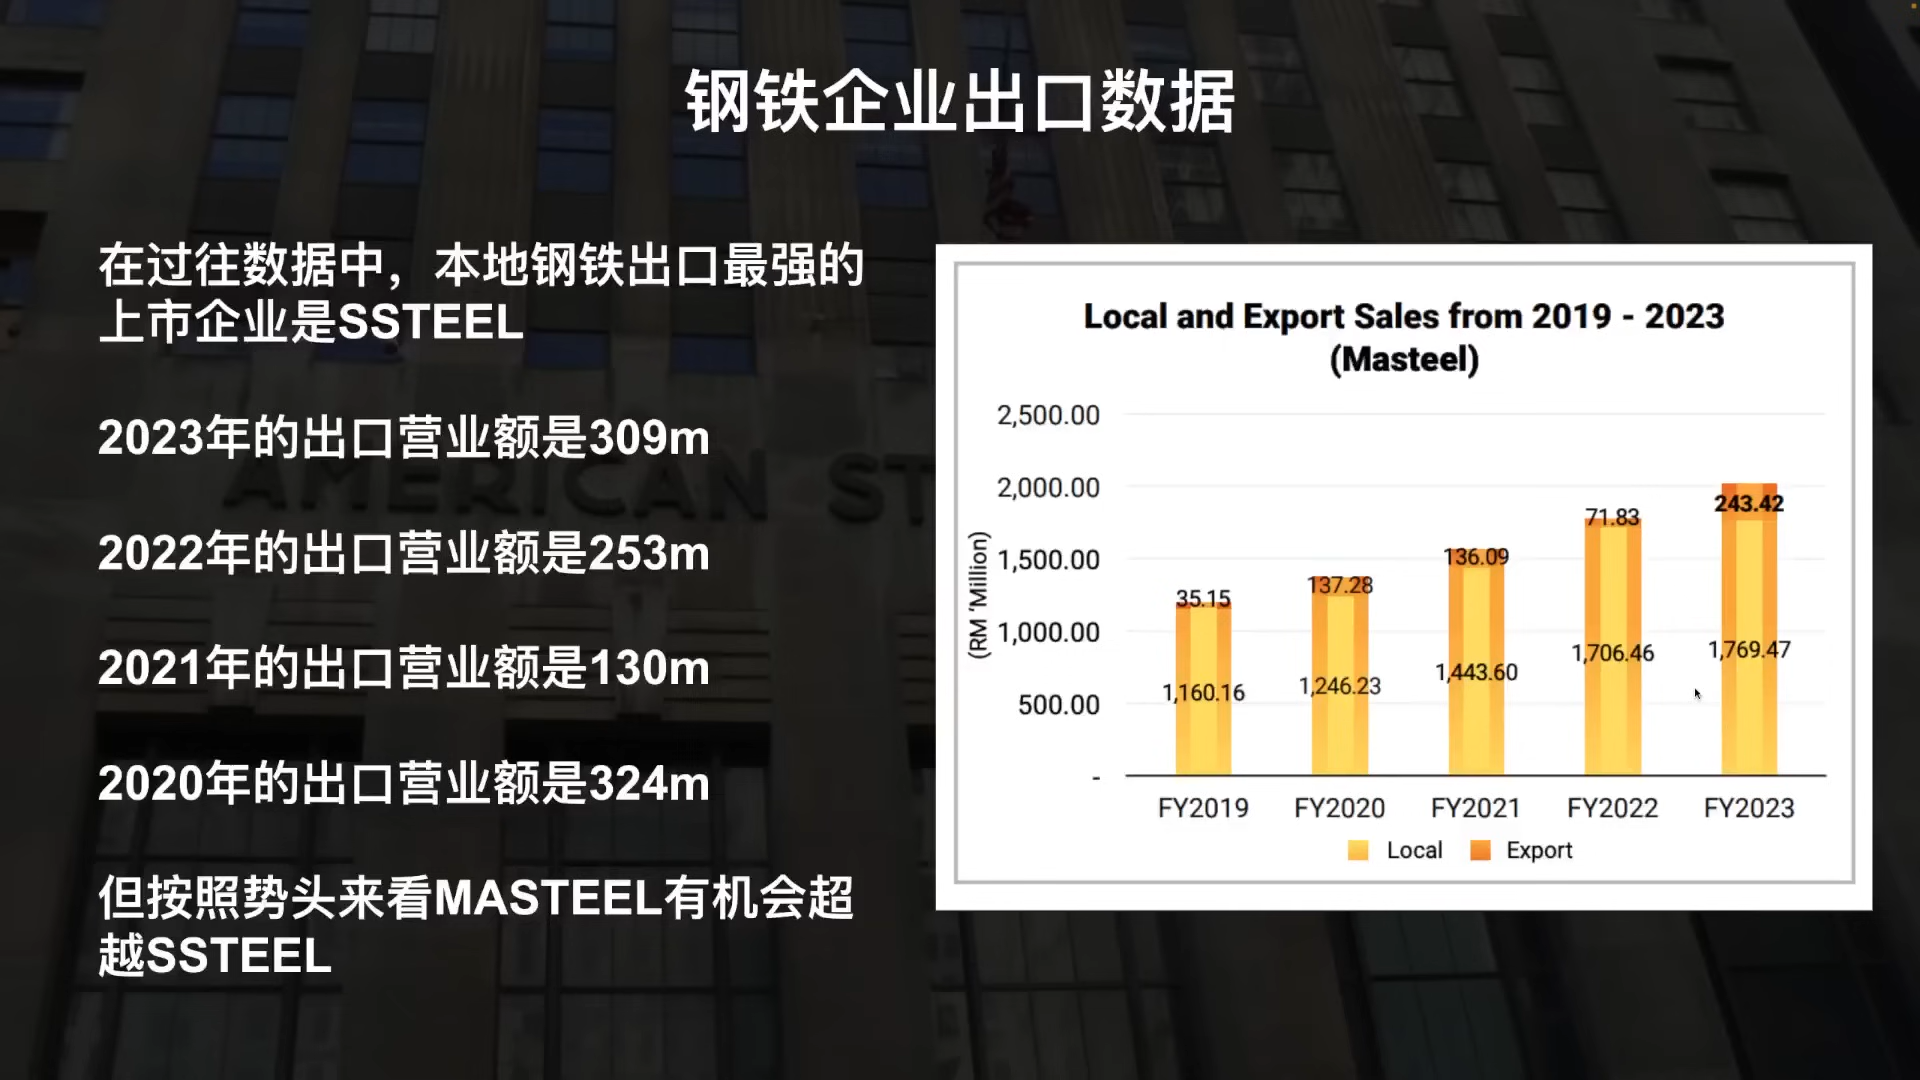 钢铁企业出口数据
在过往数据中，本地钢铁出口最强的
上市企业是SSTEEL
2023年的出口营业额是309m
2022年的出口营业额是253m
2021年的出口营业额是130m
2020年的出口营业额是324m
但按照势头来看MASTEEL有机会超
越SSTEEL
AMERICAN ST
Local and Export Sales from 2019 - 2023
(Masteel)
(RM 'Million)
2,500.00
2,000.00
1,500.00
1,000.00
500.00
-
35.15
137.28
136.09
71.83
243.42
1,160.16
1,246.23
1,443.60
1,706.46
1,769.47
FY2019
FY2020
FY2021
FY2022
FY2023
Local
Export